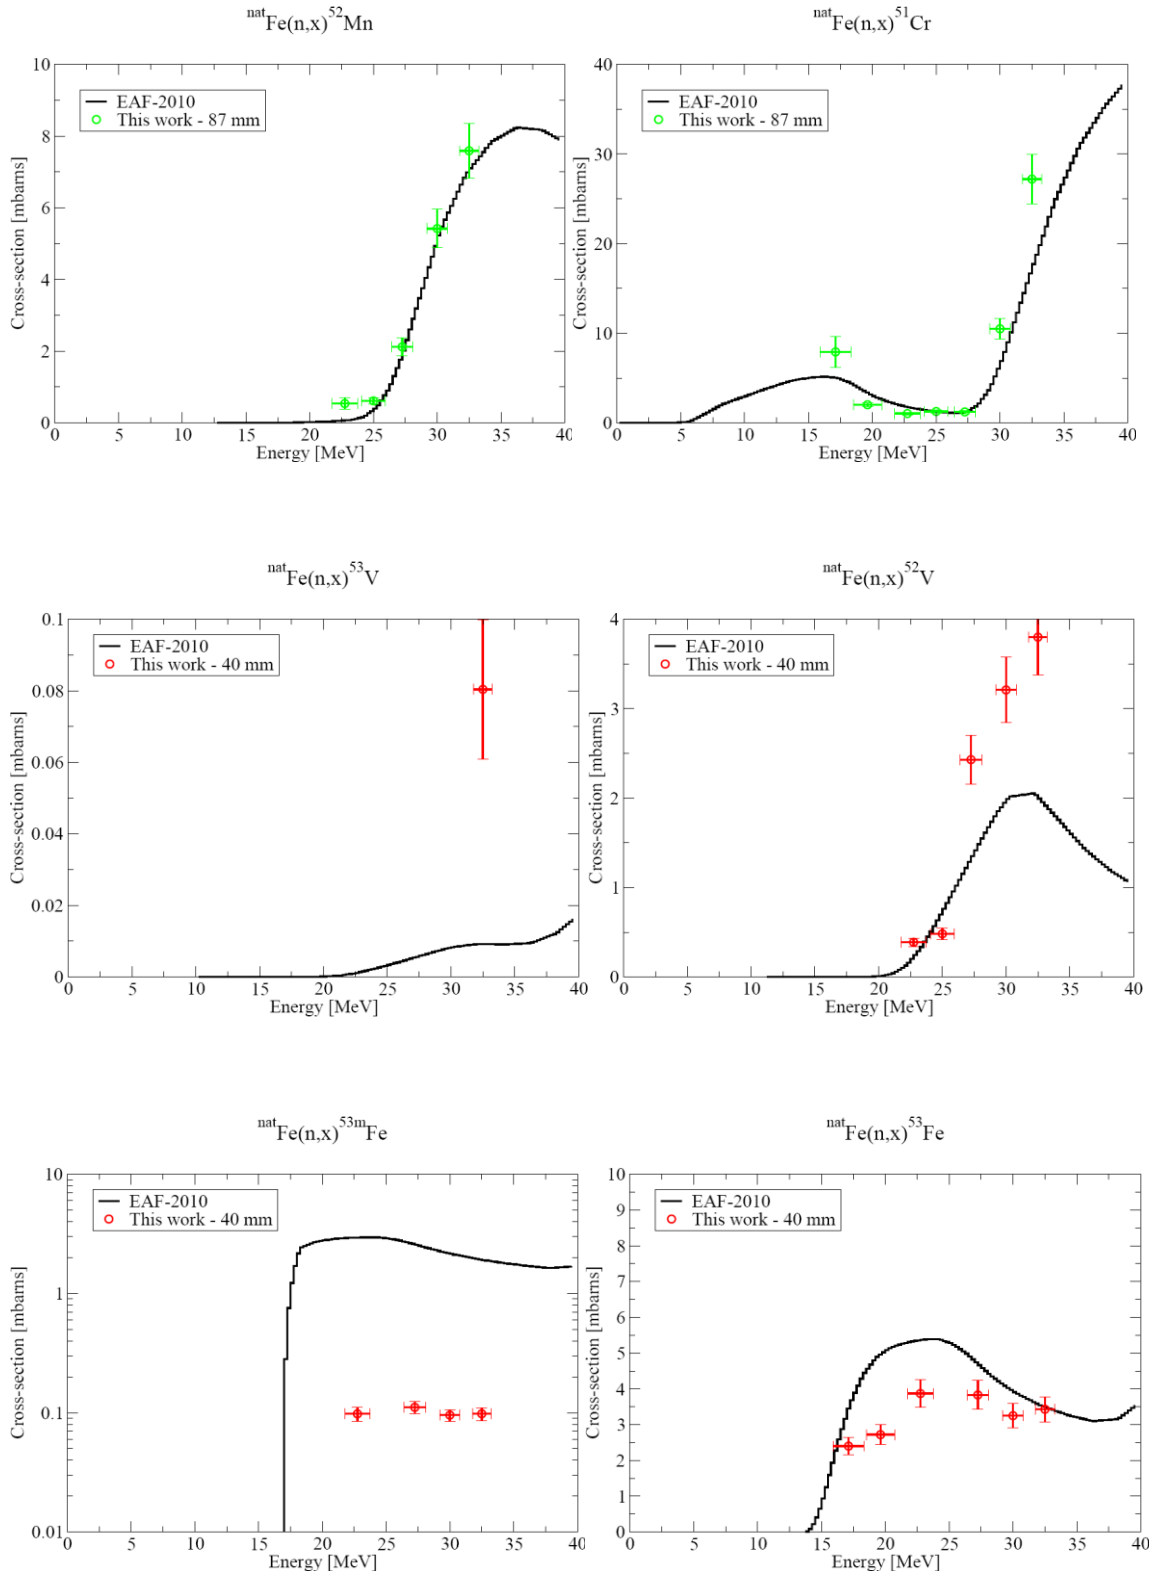 natFe(n,x)52Mn
10
8
6
4
2
0
Cross-section [mbarns]
EAF-2010
This work - 87 mm
0 5 10 15 20 25 30 35 40
Energy [MeV]
natFe(n,x)51Cr
40
30
20
10
0
Cross-section [mbarns]
EAF-2010
This work - 87 mm
0 5 10 15 20 25 30 35 40
Energy [MeV]
natFe(n,x)53V
0.1
0.08
0.06
0.04
0.02
0
Cross-section [mbarns]
EAF-2010
This work - 40 mm
0 5 10 15 20 25 30 35 40
Energy [MeV]
natFe(n,x)52V
4
3
2
1
0
Cross-section [mbarns]
EAF-2010
This work - 40 mm
0 5 10 15 20 25 30 35 40
Energy [MeV]
natFe(n,x)53mFe
10
1
0.1
0.01
Cross-section [mbarns]
EAF-2010
This work - 40 mm
0 5 10 15 20 25 30 35 40
Energy [MeV]
natFe(n,x)53Fe
10
9
8
7
6
5
4
3
2
1
0
Cross-section [mbarns]
EAF-2010
This work - 40 mm
0 5 10 15 20 25 30 35 40
Energy [MeV]